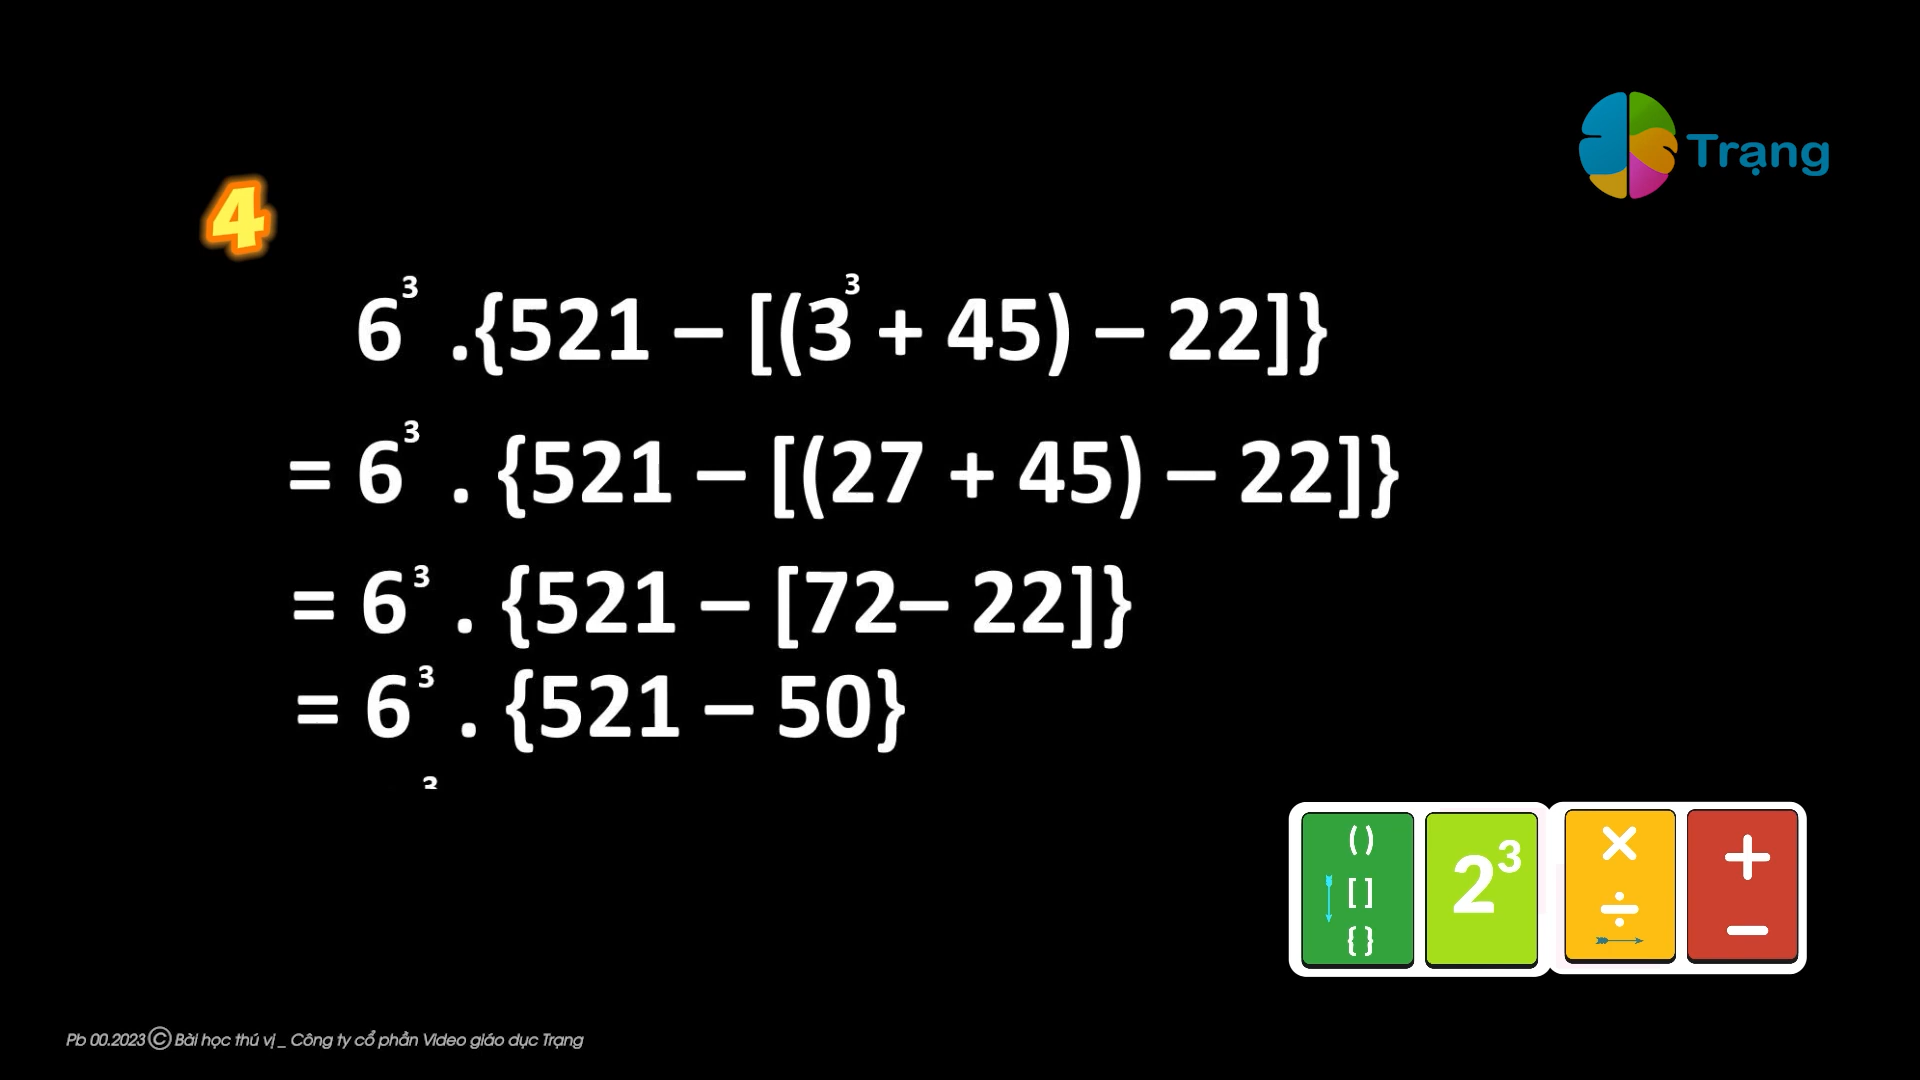 Trạng
4
6³ .{521 – [(3³ + 45) – 22]}
= 6³ . {521 – [(27 + 45) – 22]}
= 6³ . {521 – [72– 22]}
= 6³ . {521 – 50}
3
( ) 2³ × +
[ ] ÷ –
{ }
Pb 00.2023 © Bài học thú vị _ Công ty cổ phần Video giáo dục Trạng